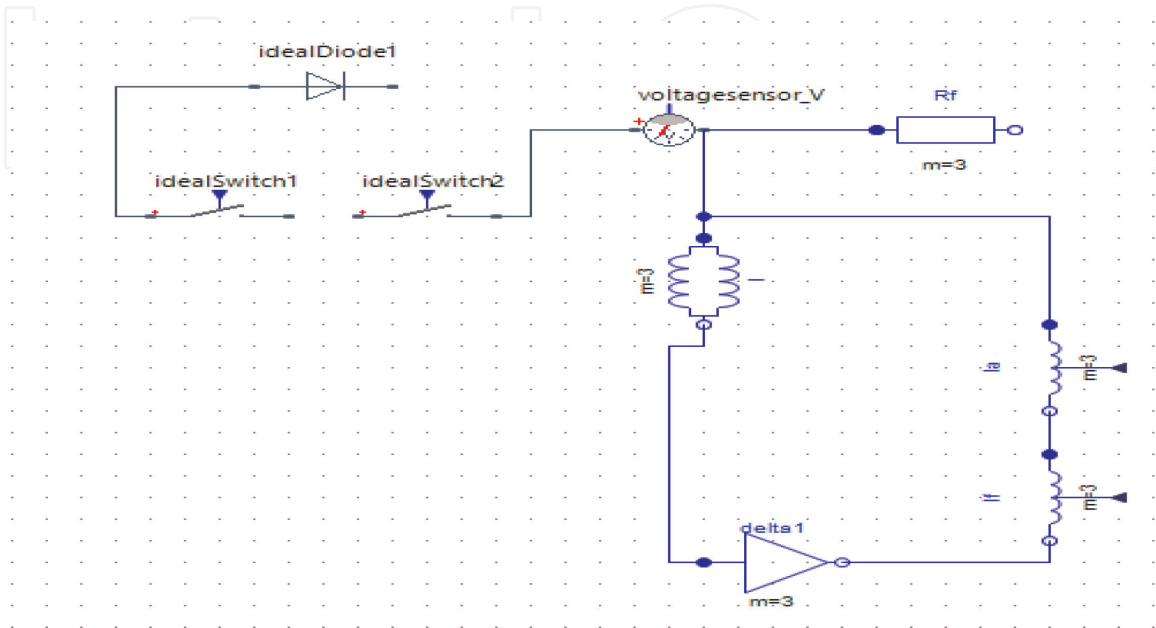 idealDiode1
voltagesensor_V
Rf
m=3
idealSwitch1
idealSwitch2
m=3
l
la
m=3
lf
m=3
delta1
m=3